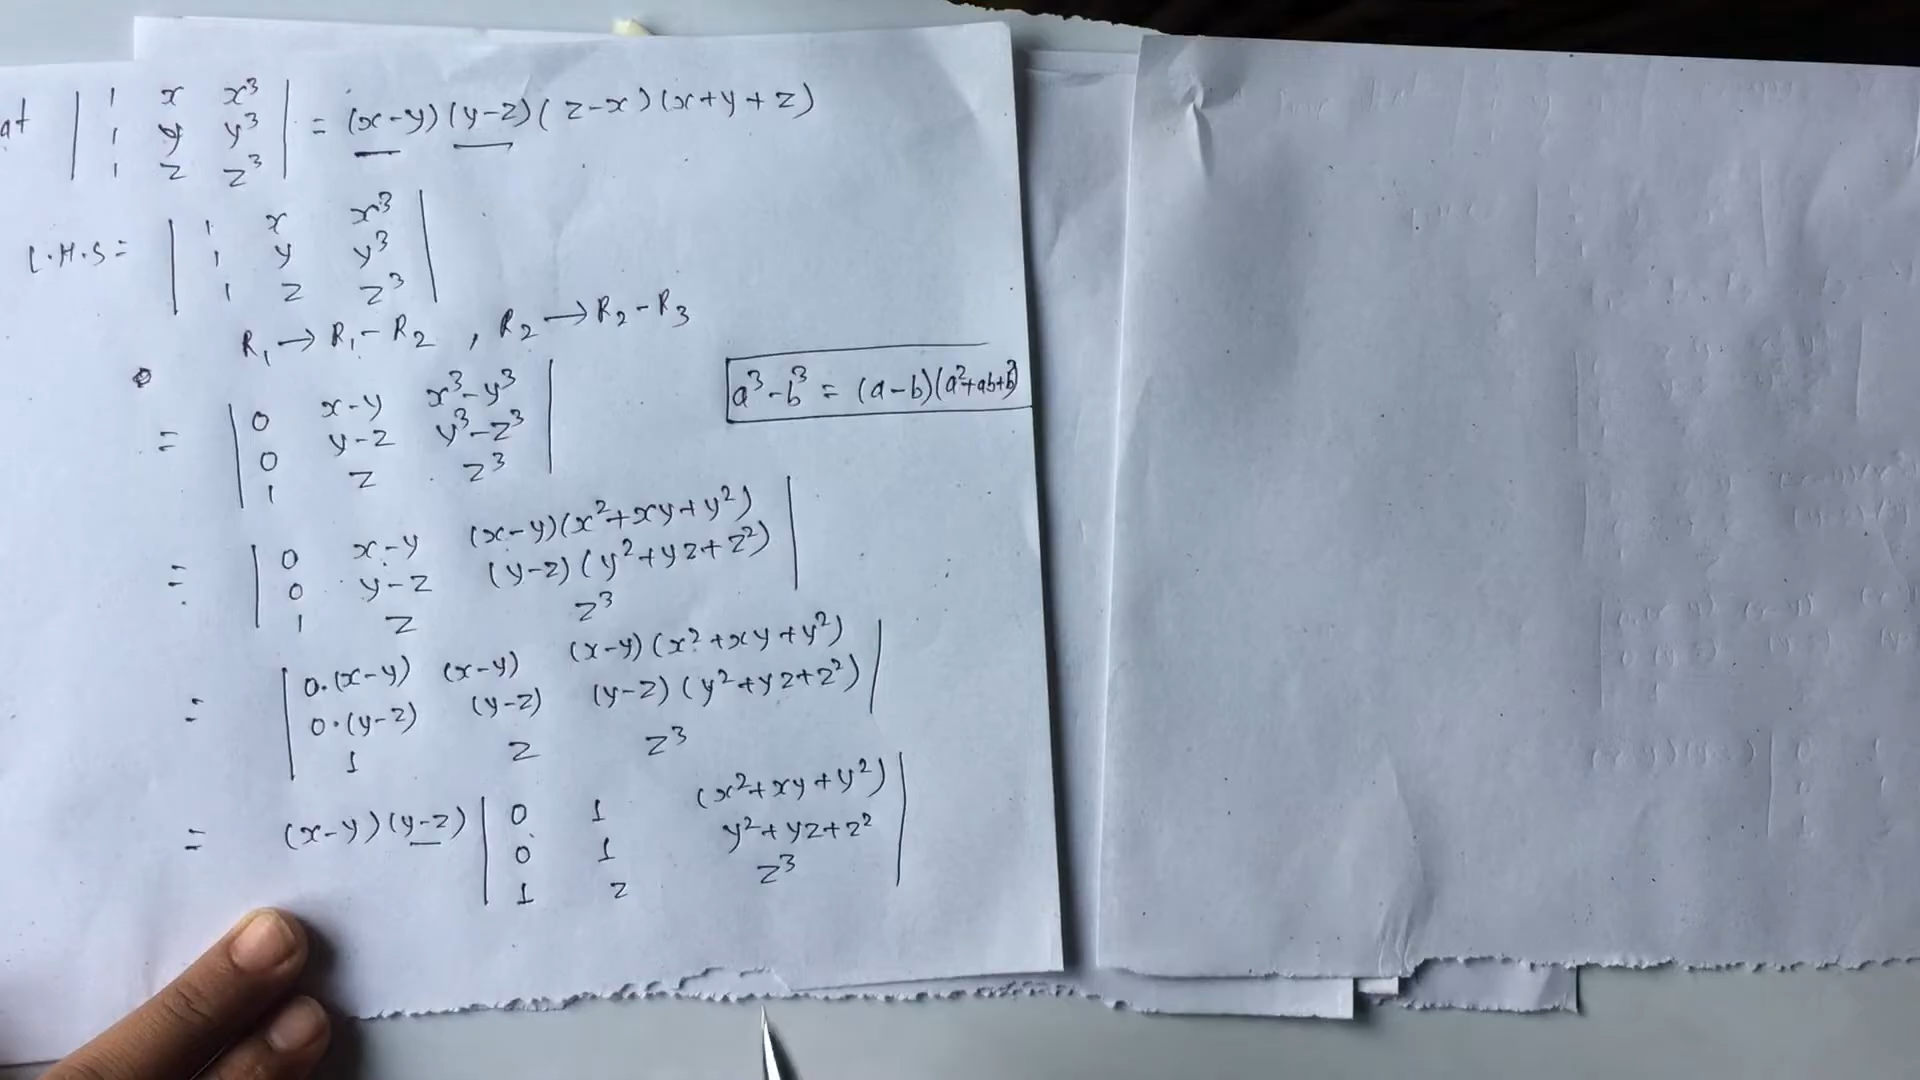 at | 1 x x³ | = (x-y)(y-z)(z-x)(x+y+z)
| 1 y y³ |
| 1 z z³ |
L.H.S = | 1 x x³ |
| 1 y y³ |
| 1 z z³ |
R₁→R₁-R₂ , R₂→R₂-R₃
= | 0 x-y x³-y³ |
| 0 y-z y³-z³ |
| 1 z z³ |
a³-b³ = (a-b)(a²+ab+b²)
= | 0 x-y (x-y)(x²+xy+y²) |
| 0 y-z (y-z)(y²+yz+z²) |
| 1 z z³ |
= | 0.(x-y) (x-y) (x-y)(x²+xy+y²) |
| 0.(y-z) (y-z) (y-z)(y²+yz+z²) |
| 1 z z³ |
= (x-y)(y-z) | 0 1 (x²+xy+y²) |
| 0 1 y²+yz+z² |
| 1 z z³ |